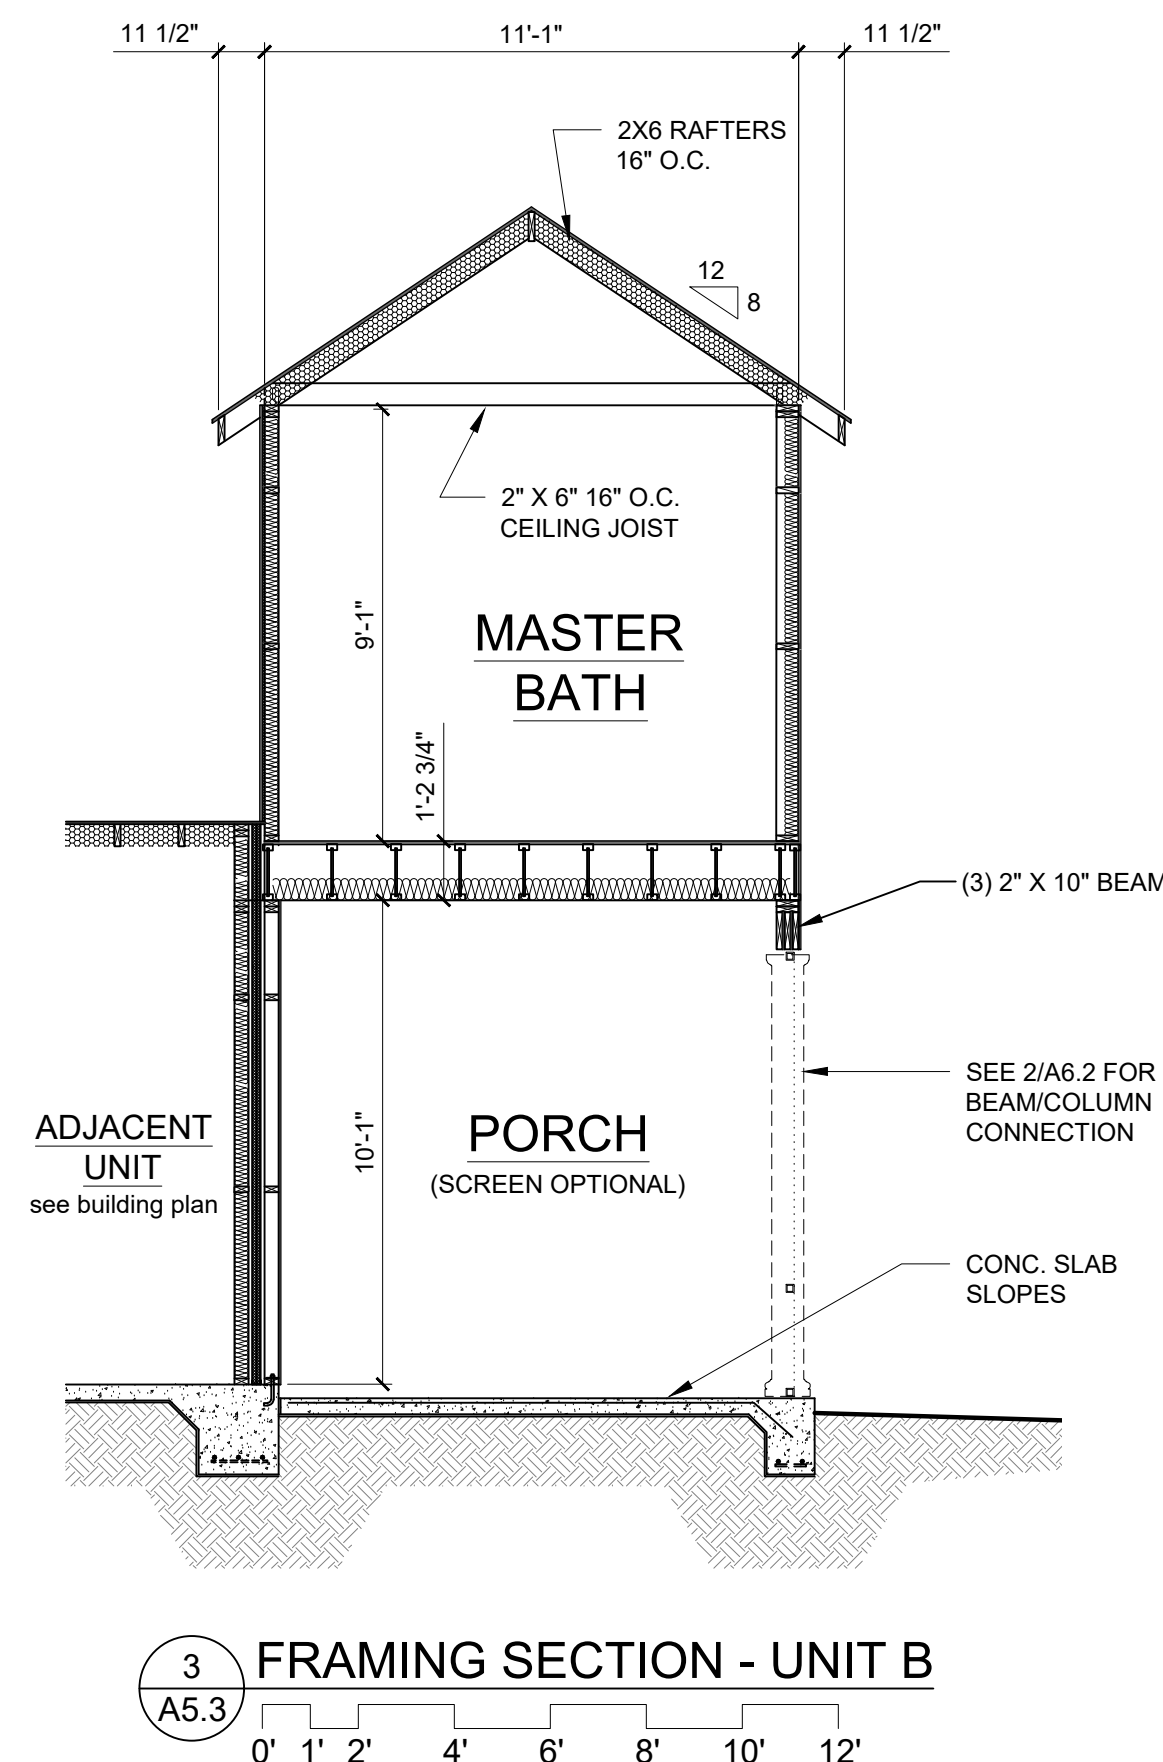 11 1/2" 11'-1" 11 1/2"
2X6 RAFTERS
16" O.C.
12
8
2" X 6" 16" O.C.
CEILING JOIST
9'-1"
MASTER
BATH
1'-2 3/4"
(3) 2" X 10" BEAM
SEE 2/A6.2 FOR
BEAM/COLUMN
CONNECTION
ADJACENT
UNIT
see building plan
10'-1"
PORCH
(SCREEN OPTIONAL)
CONC. SLAB
SLOPES
3
A5.3
FRAMING SECTION - UNIT B
0' 1' 2' 4' 6' 8' 10' 12'